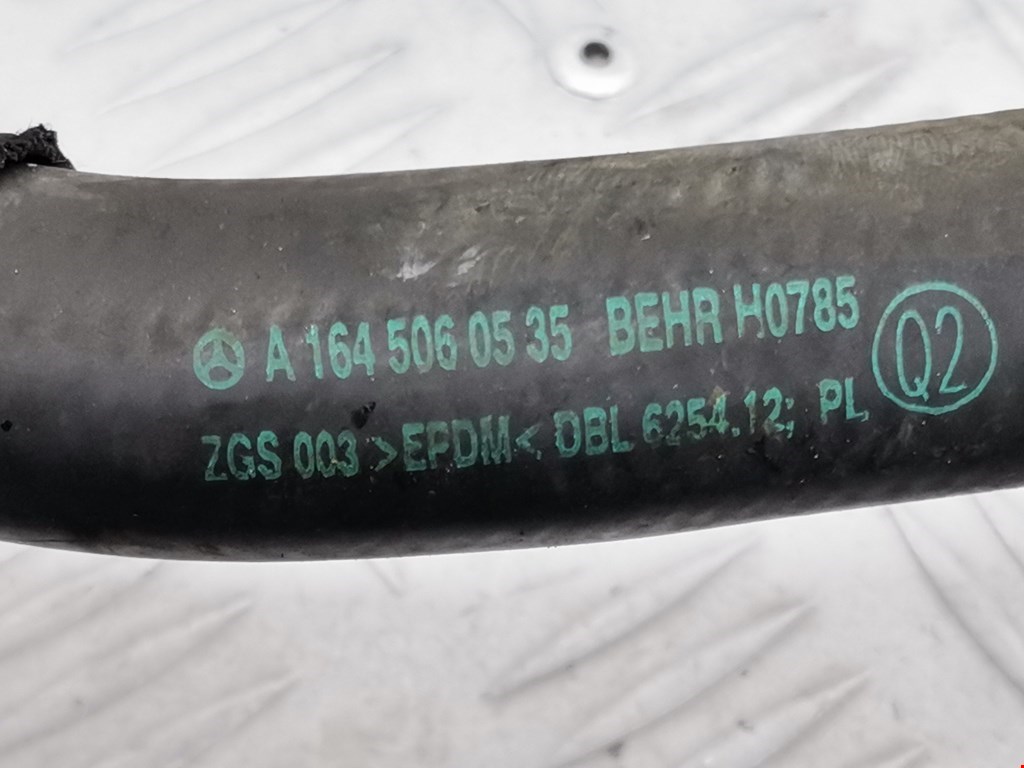 A 164 506 05 35 BEHR H0785 Q2
ZGS 003 >EPDM< DBL 6254.12; PL